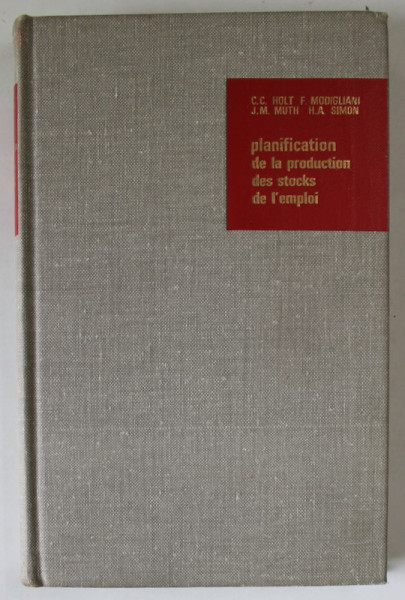 C.C. HOLT F. MODIGLIANI
J.M. MUTH H.A. SIMON
planification
de la production
des stocks
de l'emploi